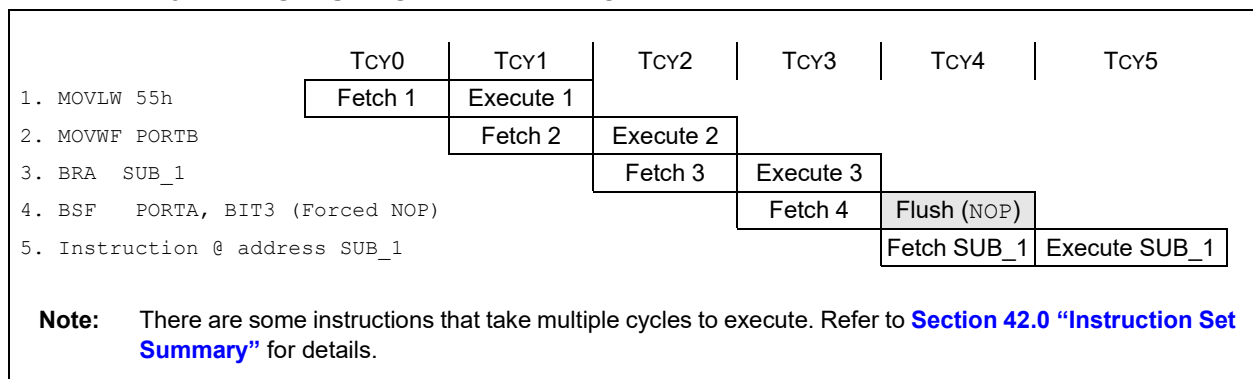 TCY0 TCY1 TCY2 TCY3 TCY4 TCY5
1. MOVLW 55h Fetch 1 Execute 1
2. MOVWF PORTB Fetch 2 Execute 2
3. BRA SUB_1 Fetch 3 Execute 3
4. BSF PORTA, BIT3 (Forced NOP) Fetch 4 Flush (NOP)
5. Instruction @ address SUB_1 Fetch SUB_1 Execute SUB_1
Note: There are some instructions that take multiple cycles to execute. Refer to Section 42.0 “Instruction Set
Summary” for details.